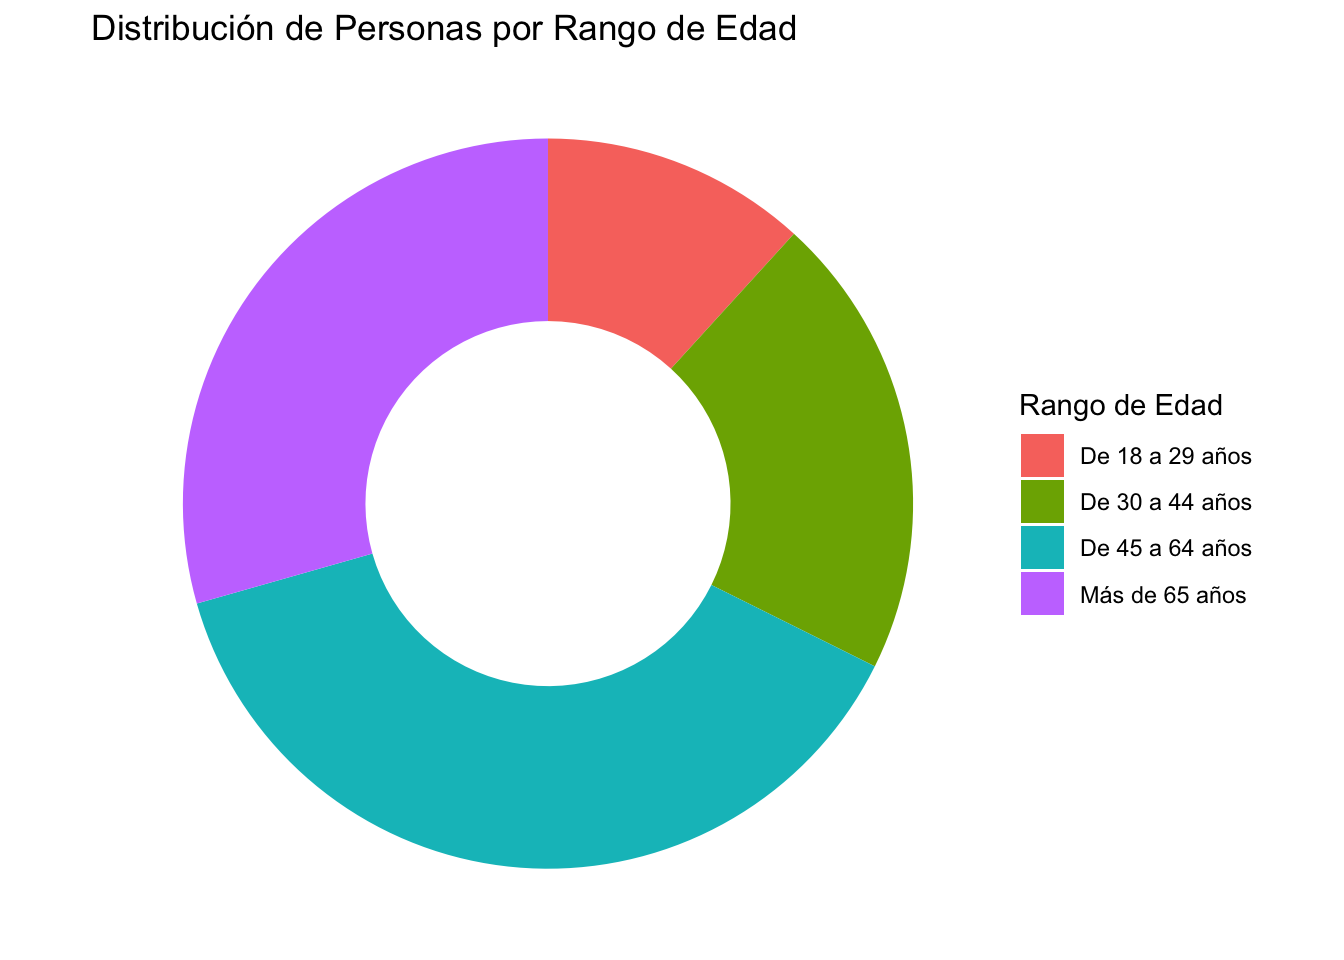 Distribución de Personas por Rango de Edad
Rango de Edad
De 18 a 29 años
De 30 a 44 años
De 45 a 64 años
Más de 65 años